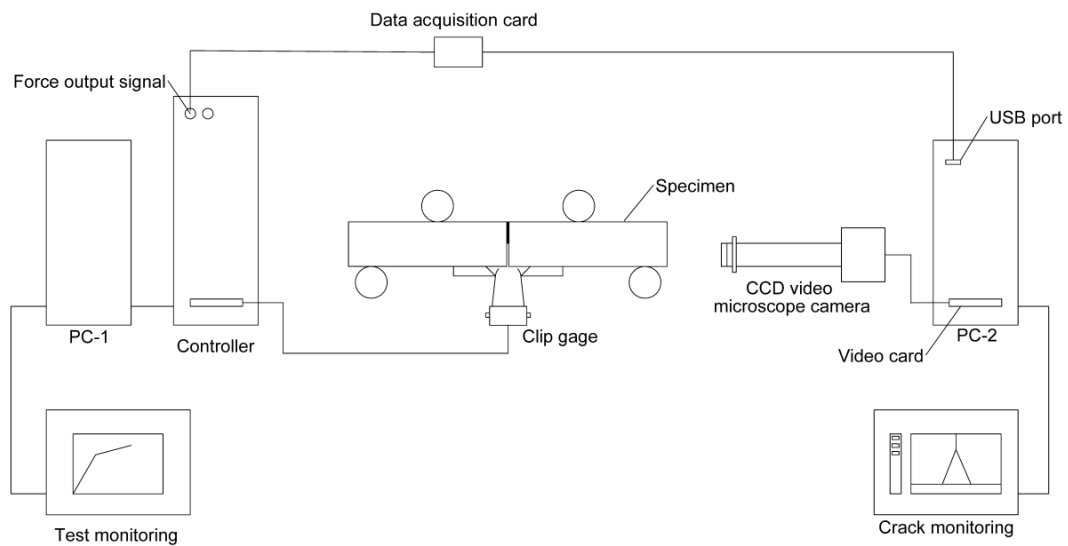 Data acquisition card
Force output signal
USB port
Specimen
CCD video
microscope camera
PC-1
Controller
Clip gage
PC-2
Video card
Test monitoring
Crack monitoring